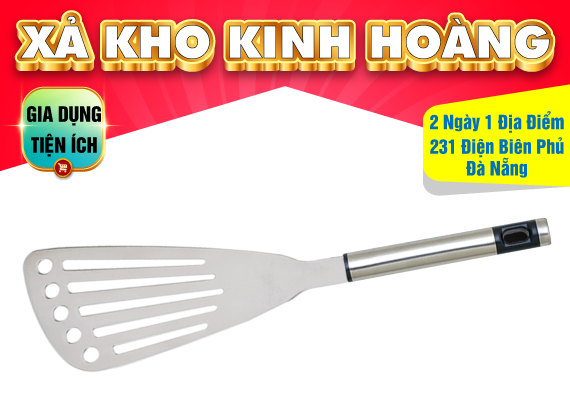 XẢ KHO KINH HOÀNG
GIA DỤNG
TIỆN ÍCH
2 Ngày 1 Địa Điểm
231 Điện Biên Phủ
Đà Nẵng